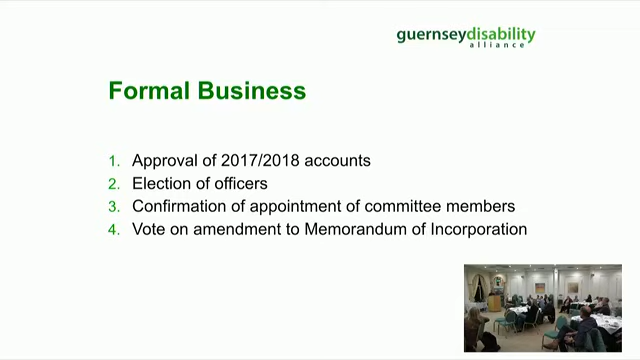 guernseydisability
alliance
Formal Business
1. Approval of 2017/2018 accounts
2. Election of officers
3. Confirmation of appointment of committee members
4. Vote on amendment to Memorandum of Incorporation